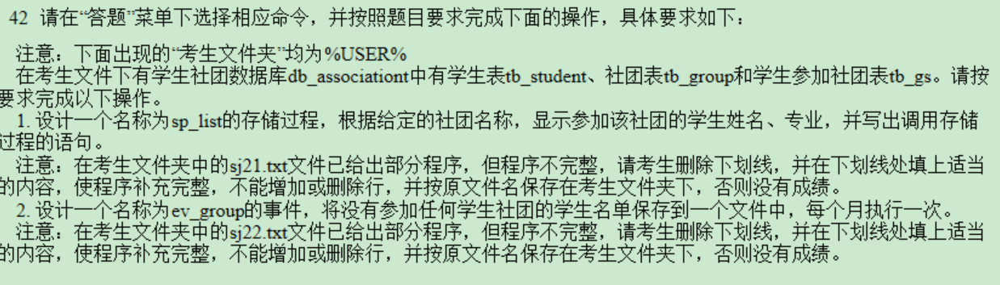 42 请在“答题”菜单下选择相应命令，并按照题目要求完成下面的操作，具体要求如下：
注意：下面出现的“考生文件夹”均为%USER%
在考生文件下有学生社团数据库db_associationt中有学生表tb_student、社团表tb_group和学生参加社团表tb_gs。请按
要求完成以下操作。
1. 设计一个名称为sp_list的存储过程，根据给定的社团名称，显示参加该社团的学生姓名、专业，并写出调用存储
过程的语句。
注意：在考生文件夹中的sj21.txt文件已给出部分程序，但程序不完整，请考生删除下划线，并在下划线处填上适当
的内容，使程序补充完整，不能增加或删除行，并按原文件名保存在考生文件夹下，否则没有成绩。
2. 设计一个名称为ev_group的事件，将没有参加任何学生社团的学生名单保存到一个文件中，每个月执行一次。
注意：在考生文件夹中的sj22.txt文件已给出部分程序，但程序不完整，请考生删除下划线，并在下划线处填上适当
的内容，使程序补充完整，不能增加或删除行，并按原文件名保存在考生文件夹下，否则没有成绩。